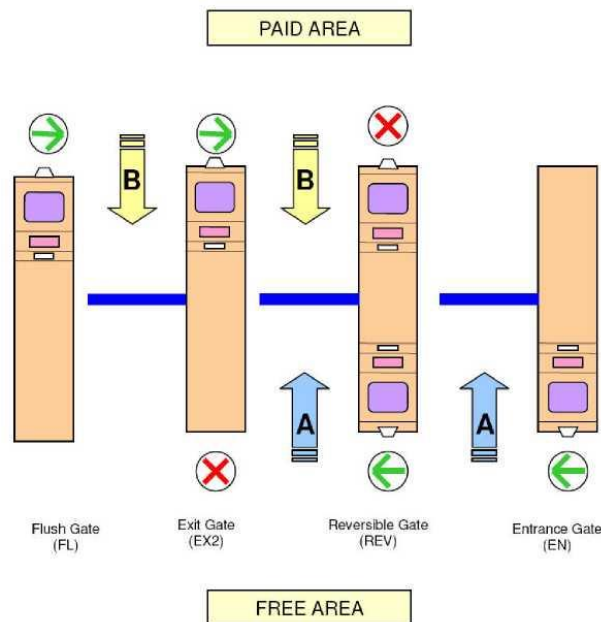 PAID AREA
B
B
A
A
Flush Gate
(FL)
Exit Gate
(EX2)
Reversible Gate
(REV)
Entrance Gate
(EN)
FREE AREA